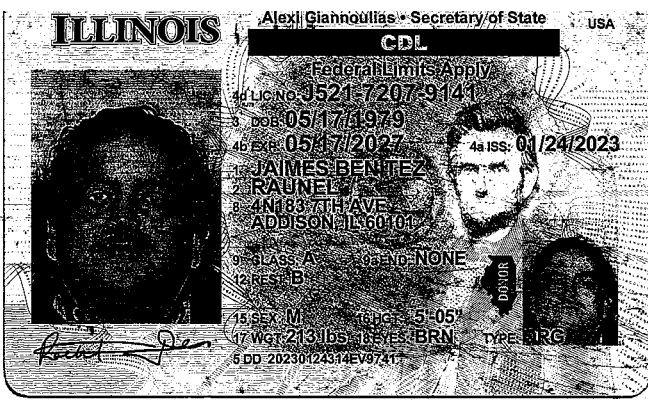 ILLINOIS
Alexi Giannoulias • Secretary of State
USA
CDL
Federal Limits Apply
4d LIC NO. J521-7207-9141
3 DOB: 05/17/1979
4b EXP: 05/17/2027 4a ISS: 01/24/2023
1 JAIMES BENITEZ
2 RAUNEL
8 4N183 7TH AVE
ADDISON, IL 60101
9 CLASS: A 9a END: NONE
12 REST: B
DONOR
15 SEX: M 16 HGT: 5'-05"
17 WGT: 213 lbs 18 EYES: BRN TYPE:
5 DD 20230124314EV9741